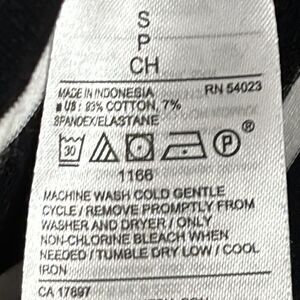 S
P
CH
MADE IN INDONESIA RN 54023
■ US: 93% COTTON, 7%
SPANDEX/ELASTANE
30 P ®
1166
MACHINE WASH COLD GENTLE
CYCLE / REMOVE PROMPTLY FROM
WASHER AND DRYER / ONLY
NON-CHLORINE BLEACH WHEN
NEEDED / TUMBLE DRY LOW / COOL
IRON
CA 17897